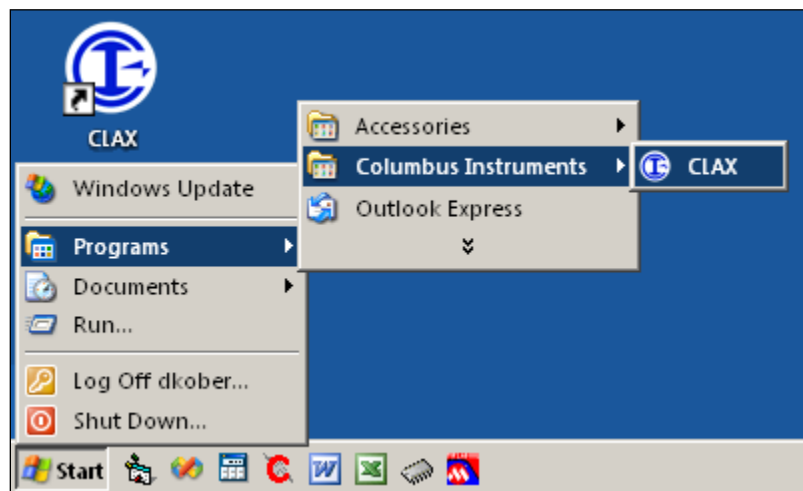 CLAX
Windows Update
Programs
Documents
Run...
Log Off dkober...
Shut Down...
Start
Accessories
Columbus Instruments
Outlook Express
CLAX